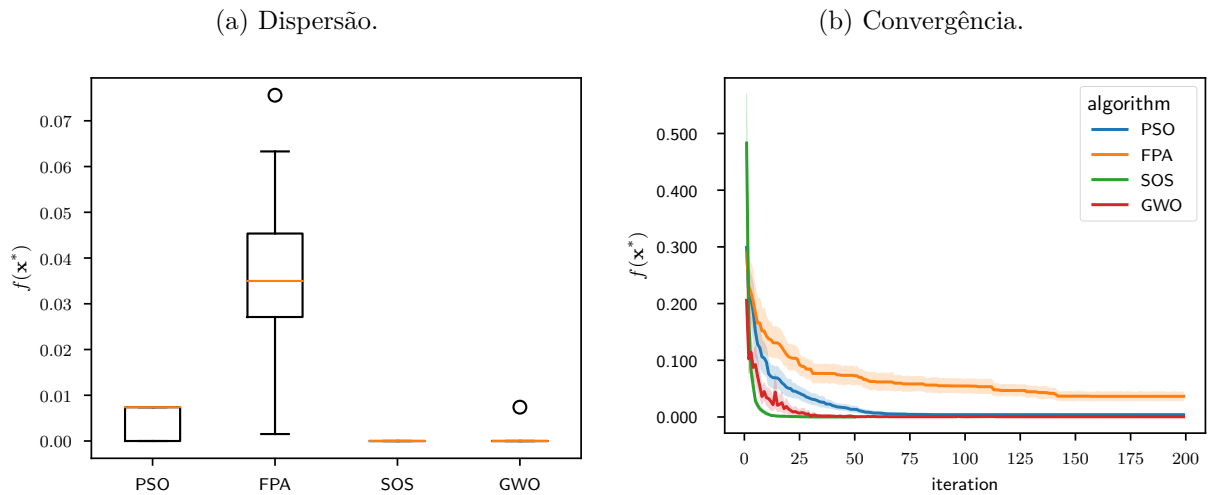 (a) Dispersão.
0.07
0.06
0.05
0.04
0.03
0.02
0.01
0.00
f(x*)
PSO FPA SOS GWO
(b) Convergência.
0.500
0.400
0.300
0.200
0.100
0.000
f(x*)
0 25 50 75 100 125 150 175 200
iteration
algorithm
PSO
FPA
SOS
GWO